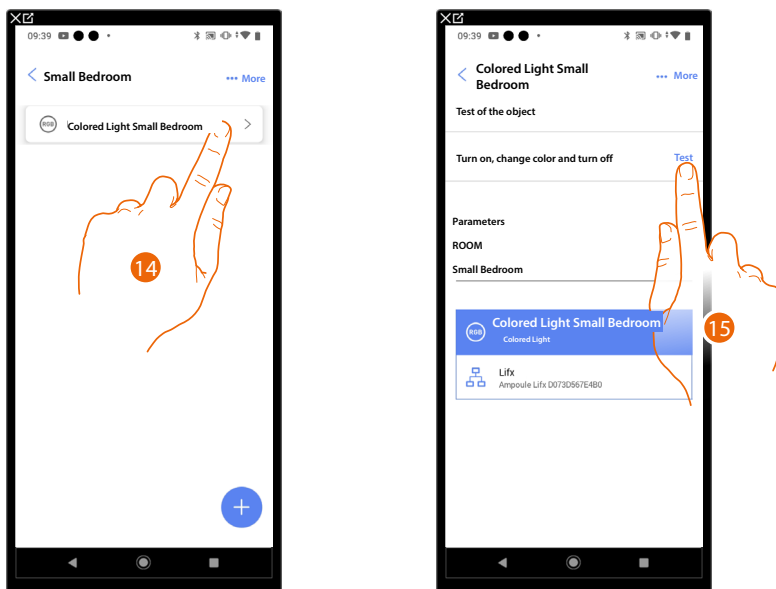 09:39
Small Bedroom
••• More
RGB
Colored Light Small Bedroom
14
09:39
Colored Light Small
Bedroom
••• More
Test of the object
Turn on, change color and turn off
Test
Parameters
ROOM
Small Bedroom
RGB
Colored Light Small Bedroom
Colored Light
15
Lifx
Ampoule Lifx D073D567E4B0